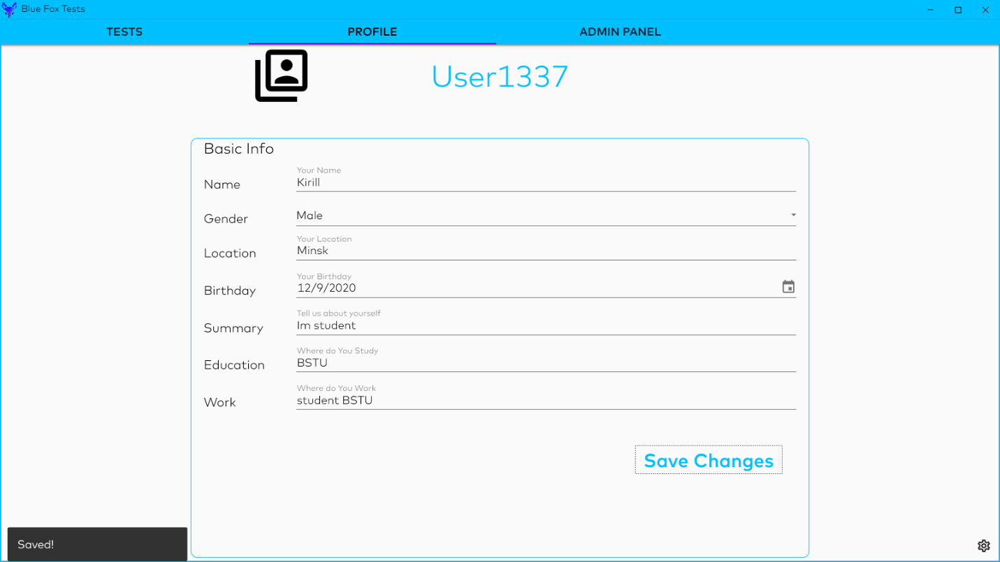 Blue Fox Tests
TESTS
PROFILE
ADMIN PANEL
User1337
Basic Info
Your Name
Name
Kirill
Gender
Male
Your Location
Location
Minsk
Your Birthday
Birthday
12/9/2020
Tell us about yourself
Summary
Im student
Where do You Study
Education
BSTU
Where do You Work
Work
student BSTU
Save Changes
Saved!